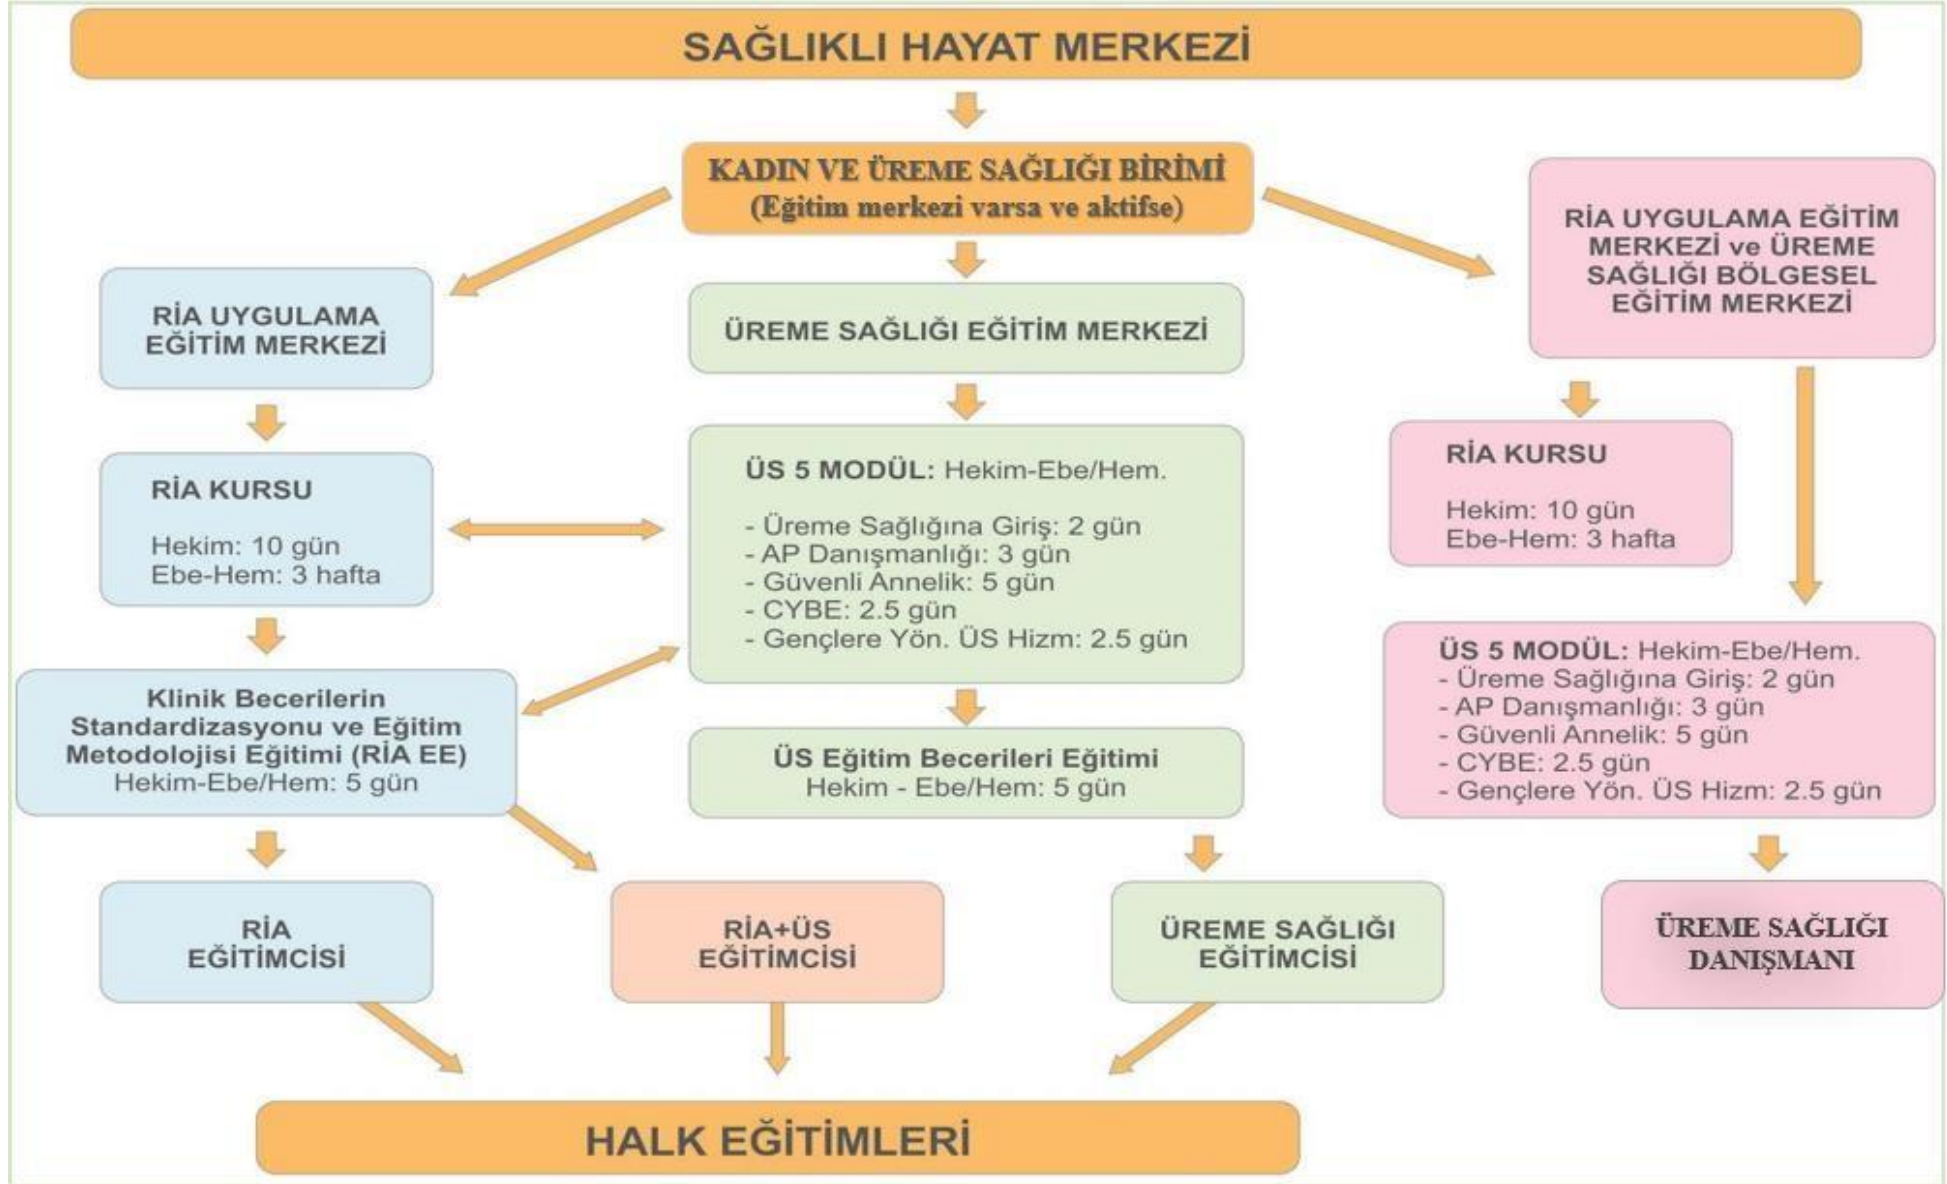 SAĞLIKLI HAYAT MERKEZİ
KADIN VE ÜREME SAĞLIĞI BİRİMİ
(Eğitim merkezi varsa ve aktifse)
RİA UYGULAMA
EĞİTİM MERKEZİ
ÜREME SAĞLIĞI EĞİTİM MERKEZİ
RİA UYGULAMA EĞİTİM
MERKEZİ ve ÜREME
SAĞLIĞI BÖLGESEL
EĞİTİM MERKEZİ
RİA KURSU
Hekim: 10 gün
Ebe-Hem: 3 hafta
ÜS 5 MODÜL: Hekim-Ebe/Hem.
- Üreme Sağlığına Giriş: 2 gün
- AP Danışmanlığı: 3 gün
- Güvenli Annelik: 5 gün
- CYBE: 2.5 gün
- Gençlere Yön. ÜS Hizm: 2.5 gün
RİA KURSU
Hekim: 10 gün
Ebe-Hem: 3 hafta
Klinik Becerilerin
Standardizasyonu ve Eğitim
Metodolojisi Eğitimi (RİA EE)
Hekim-Ebe/Hem: 5 gün
ÜS Eğitim Becerileri Eğitimi
Hekim - Ebe/Hem: 5 gün
ÜS 5 MODÜL: Hekim-Ebe/Hem.
- Üreme Sağlığına Giriş: 2 gün
- AP Danışmanlığı: 3 gün
- Güvenli Annelik: 5 gün
- CYBE: 2.5 gün
- Gençlere Yön. ÜS Hizm: 2.5 gün
RİA
EĞİTİMCİSİ
RİA+ÜS
EĞİTİMCİSİ
ÜREME SAĞLIĞI
EĞİTİMCİSİ
ÜREME SAĞLIĞI
DANIŞMANI
HALK EĞİTİMLERİ